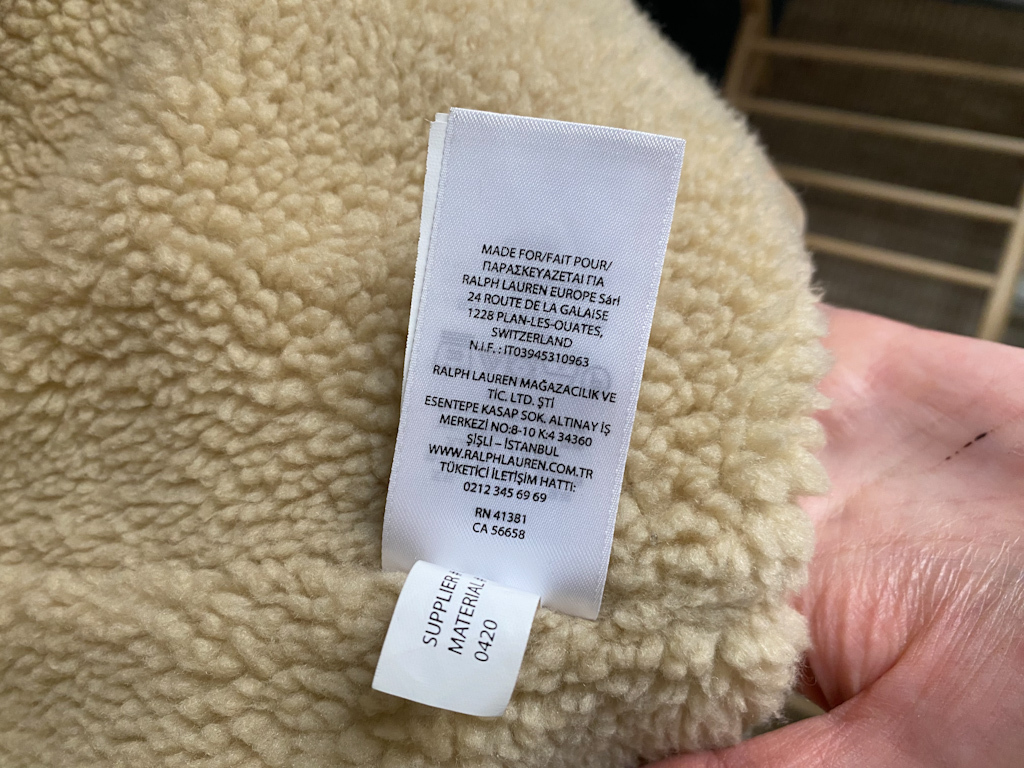 MADE FOR/FAIT POUR/
ΠΑΡΑΣΚΕΥΑΖΕΤΑΙ ΓΙΑ
RALPH LAUREN EUROPE Sárl
24 ROUTE DE LA GALAISE
1228 PLAN-LES-OUATES,
SWITZERLAND
N.I.F. : IT03945310963
RALPH LAUREN MAĞAZACILIK VE
TİC. LTD. ŞTİ
ESENTEPE KASAP SOK. ALTINAY İŞ
MERKEZİ NO:8-10 K:4 34360
ŞİŞLİ – İSTANBUL
WWW.RALPHLAUREN.COM.TR
TÜKETİCİ İLETİŞİM HATTI:
0212 345 69 69
RN 41381
CA 56658
SUPPLIER #
MATERIAL #
0420